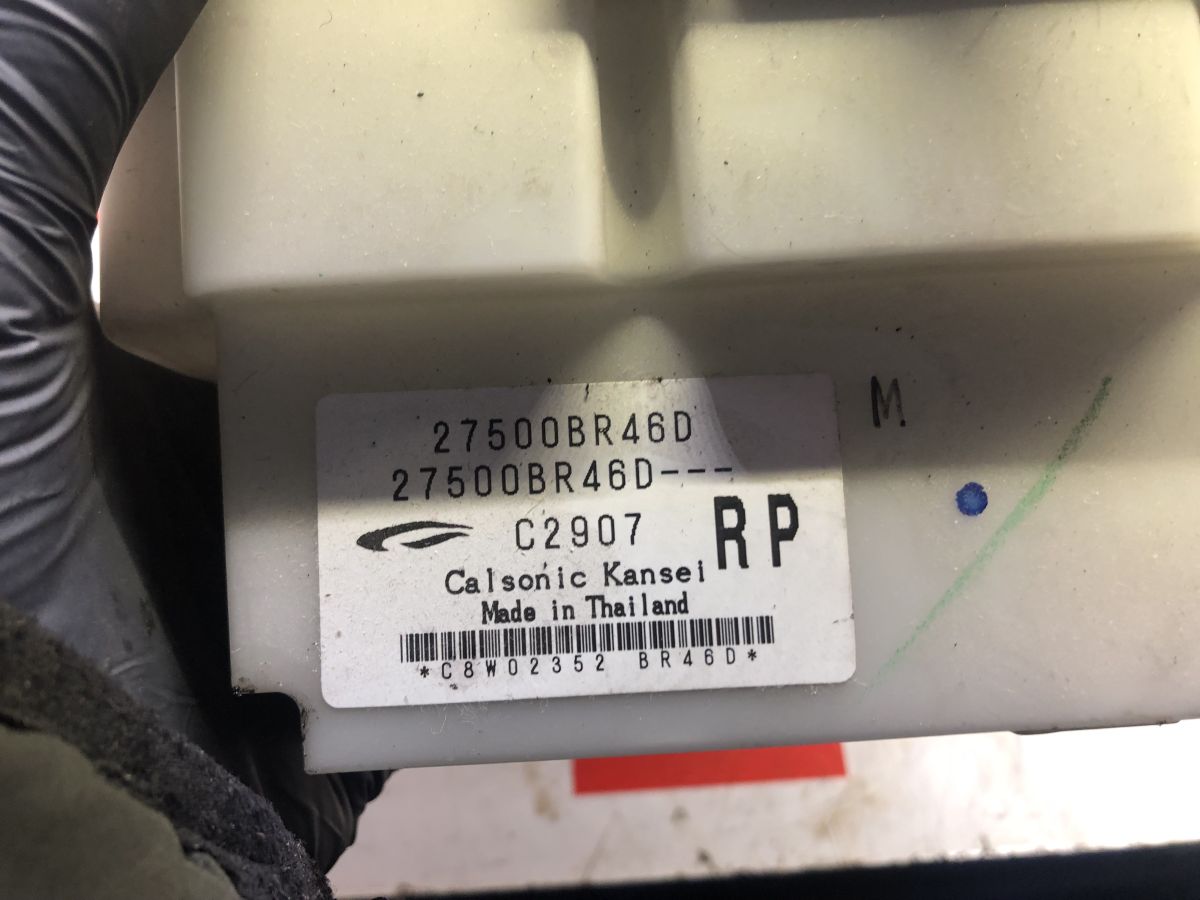 27500BR46D
27500BR46D---
C2907 RP
Calsonic Kansei
Made in Thailand
*C8W02352 BR46D*
M